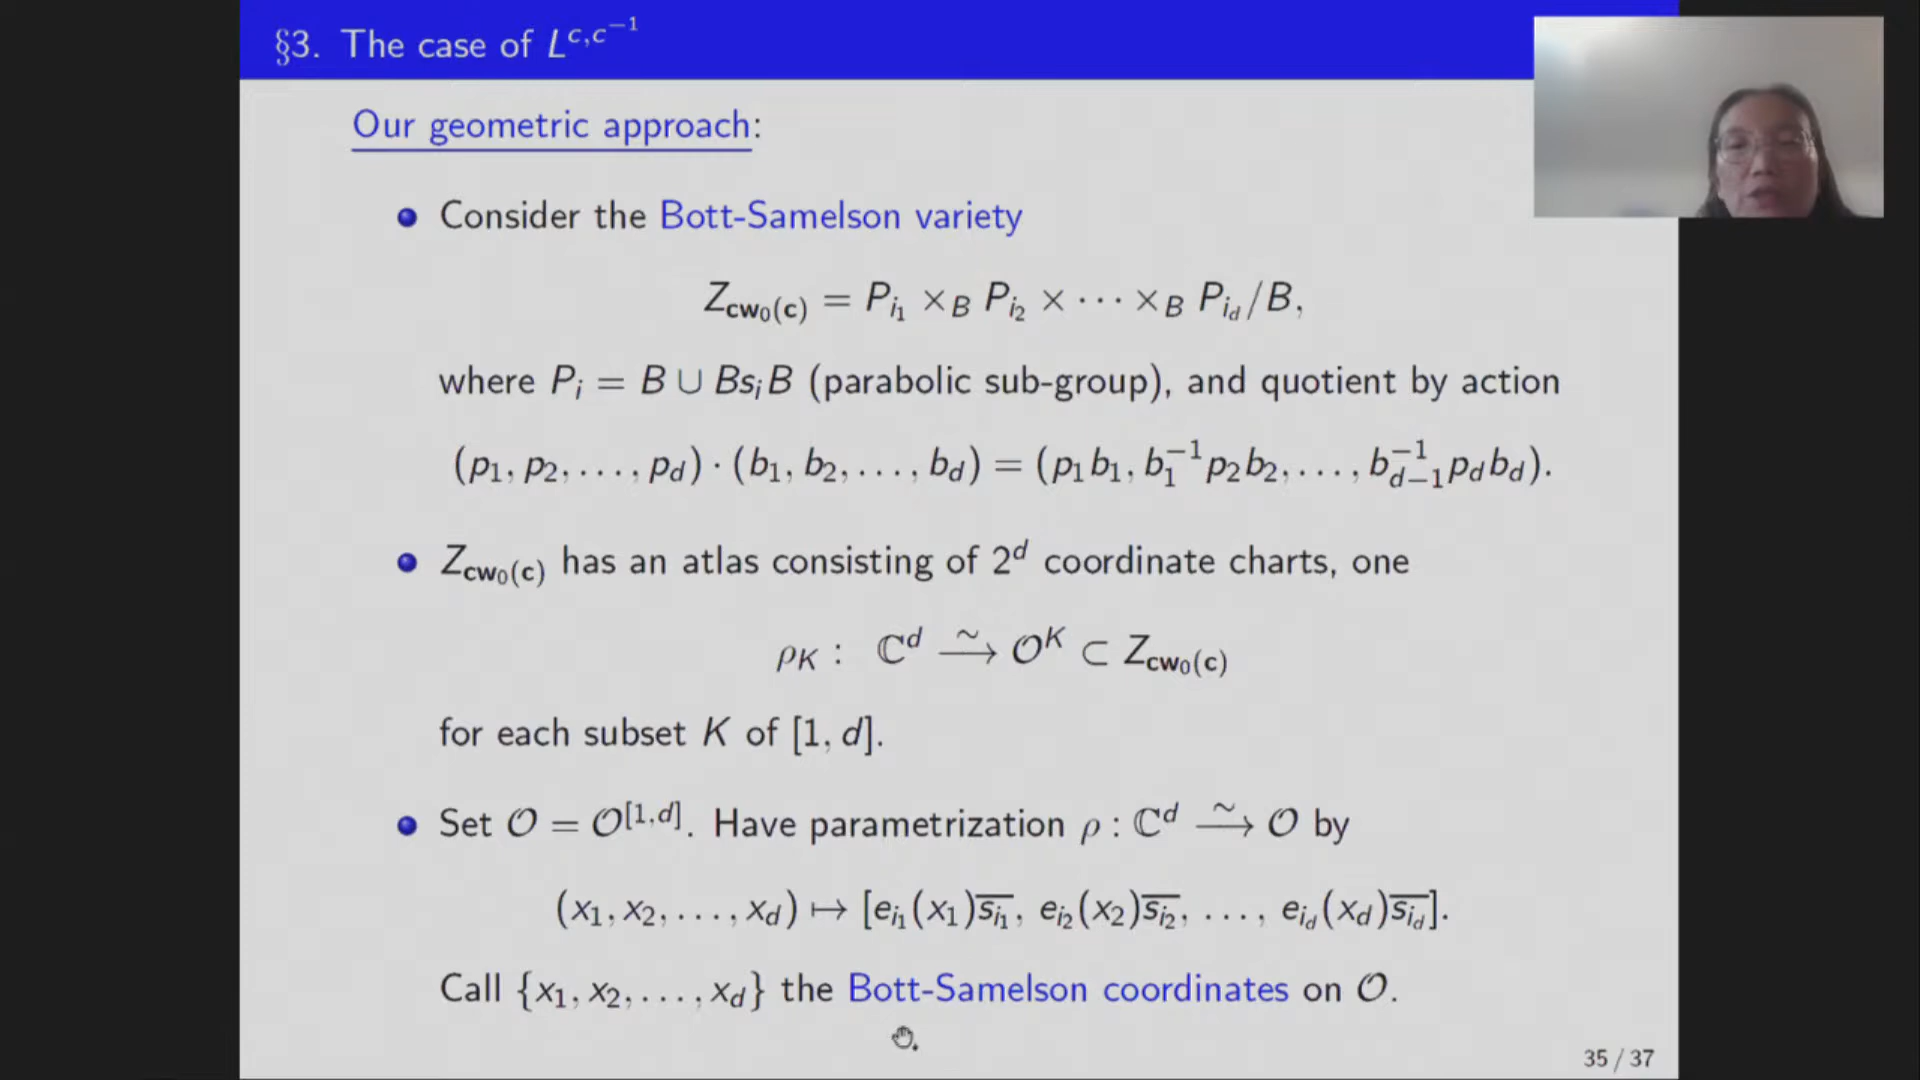 §3. The case of L^{c,c^{-1}}
Our geometric approach:
Consider the Bott-Samelson variety
Z_{cw_0(c)} = P_{i_1} ×_B P_{i_2} × ··· ×_B P_{i_d}/B,
where P_i = B ∪ Bs_iB (parabolic sub-group), and quotient by action
(p_1, p_2, . . . , p_d) · (b_1, b_2, . . . , b_d) = (p_1b_1, b_1^{-1}p_2b_2, . . . , b_{d-1}^{-1}p_db_d).
Z_{cw_0(c)} has an atlas consisting of 2^d coordinate charts, one
ρ_K : ℂ^d ⥲ 𝒪^K ⊂ Z_{cw_0(c)}
for each subset K of [1, d].
Set 𝒪 = 𝒪^{[1,d]}. Have parametrization ρ : ℂ^d ⥲ 𝒪 by
(x_1, x_2, . . . , x_d) ↦ [e_{i_1}(x_1)\overline{s_{i_1}}, e_{i_2}(x_2)\overline{s_{i_2}}, . . . , e_{i_d}(x_d)\overline{s_{i_d}}].
Call {x_1, x_2, . . . , x_d} the Bott-Samelson coordinates on 𝒪.
35 / 37